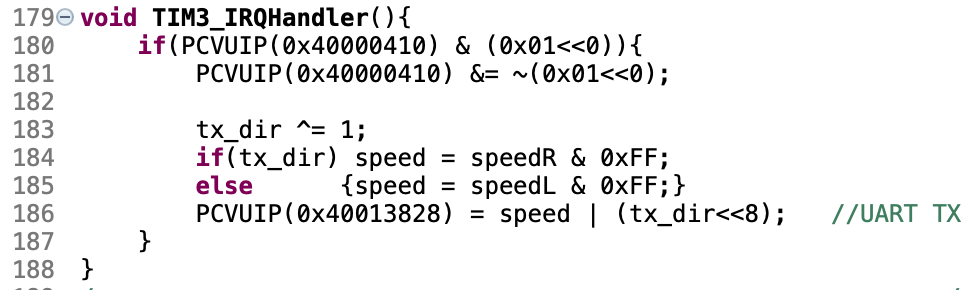 179 void TIM3_IRQHandler(){
180     if(PCVUIP(0x40000410) & (0x01<<0)){
181         PCVUIP(0x40000410) &= ~(0x01<<0);
182
183         tx_dir ^= 1;
184         if(tx_dir) speed = speedR & 0xFF;
185         else      {speed = speedL & 0xFF;}
186         PCVUIP(0x40013828) = speed | (tx_dir<<8);   //UART TX
187     }
188 }